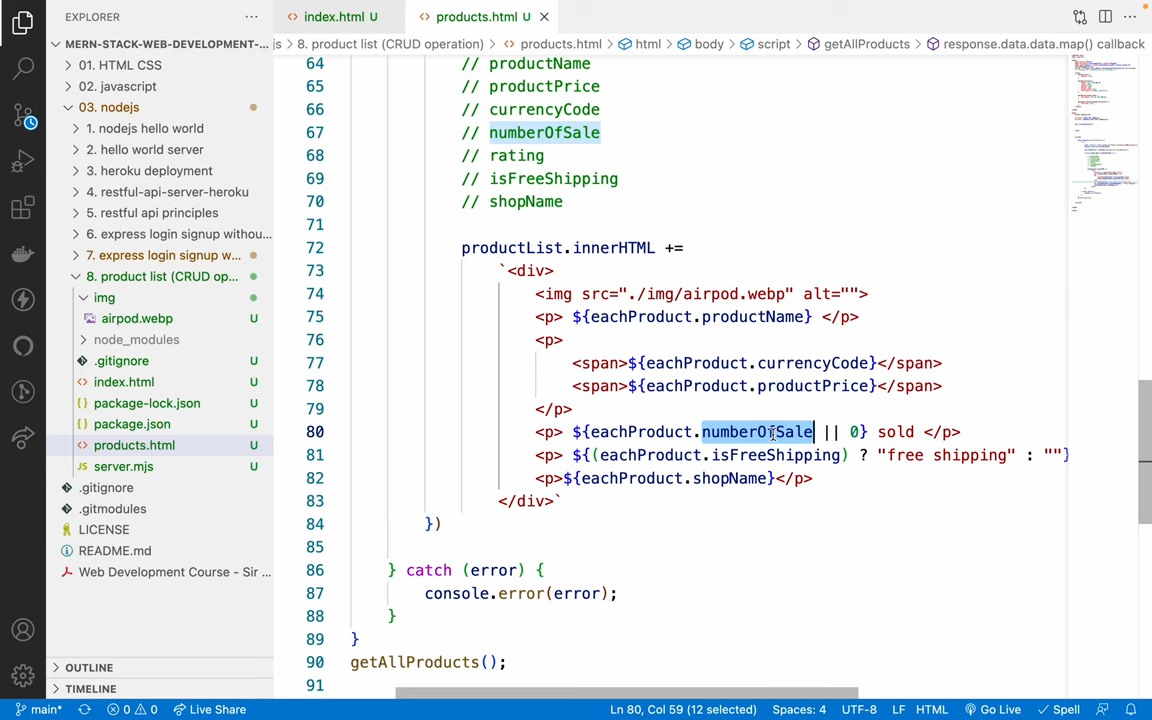 EXPLORER
index.html U
products.html U
MERN-STACK-WEB-DEVELOPMENT-...
js > 8. product list (CRUD operation) > products.html > html > body > script > getAllProducts > response.data.data.map() callback
01. HTML CSS
02. javascript
03. nodejs
1. nodejs hello world
2. hello world server
3. heroku deployment
4. restful-api-server-heroku
5. restful api principles
6. express login signup withou...
7. express login signup w...
8. product list (CRUD op...
img
airpod.webp U
node_modules
.gitignore U
index.html U
package-lock.json U
package.json U
products.html U
server.mjs U
.gitignore
.gitmodules
LICENSE
README.md
Web Development Course - Sir ...
OUTLINE
TIMELINE
64 // productName
65 // productPrice
66 // currencyCode
67 // numberOfSale
68 // rating
69 // isFreeShipping
70 // shopName
71
72 productList.innerHTML +=
73 `<div>
74 <img src="./img/airpod.webp" alt="">
75 <p> ${eachProduct.productName} </p>
76 <p>
77 <span>${eachProduct.currencyCode}</span>
78 <span>${eachProduct.productPrice}</span>
79 </p>
80 <p> ${eachProduct.numberOfSale || 0} sold </p>
81 <p> ${(eachProduct.isFreeShipping) ? "free shipping" : ""}
82 <p>${eachProduct.shopName}</p>
83 </div>`
84 })
85
86 } catch (error) {
87 console.error(error);
88 }
89 }
90 getAllProducts();
91
main* 0 0 Live Share Ln 80, Col 59 (12 selected) Spaces: 4 UTF-8 LF HTML Go Live Spell